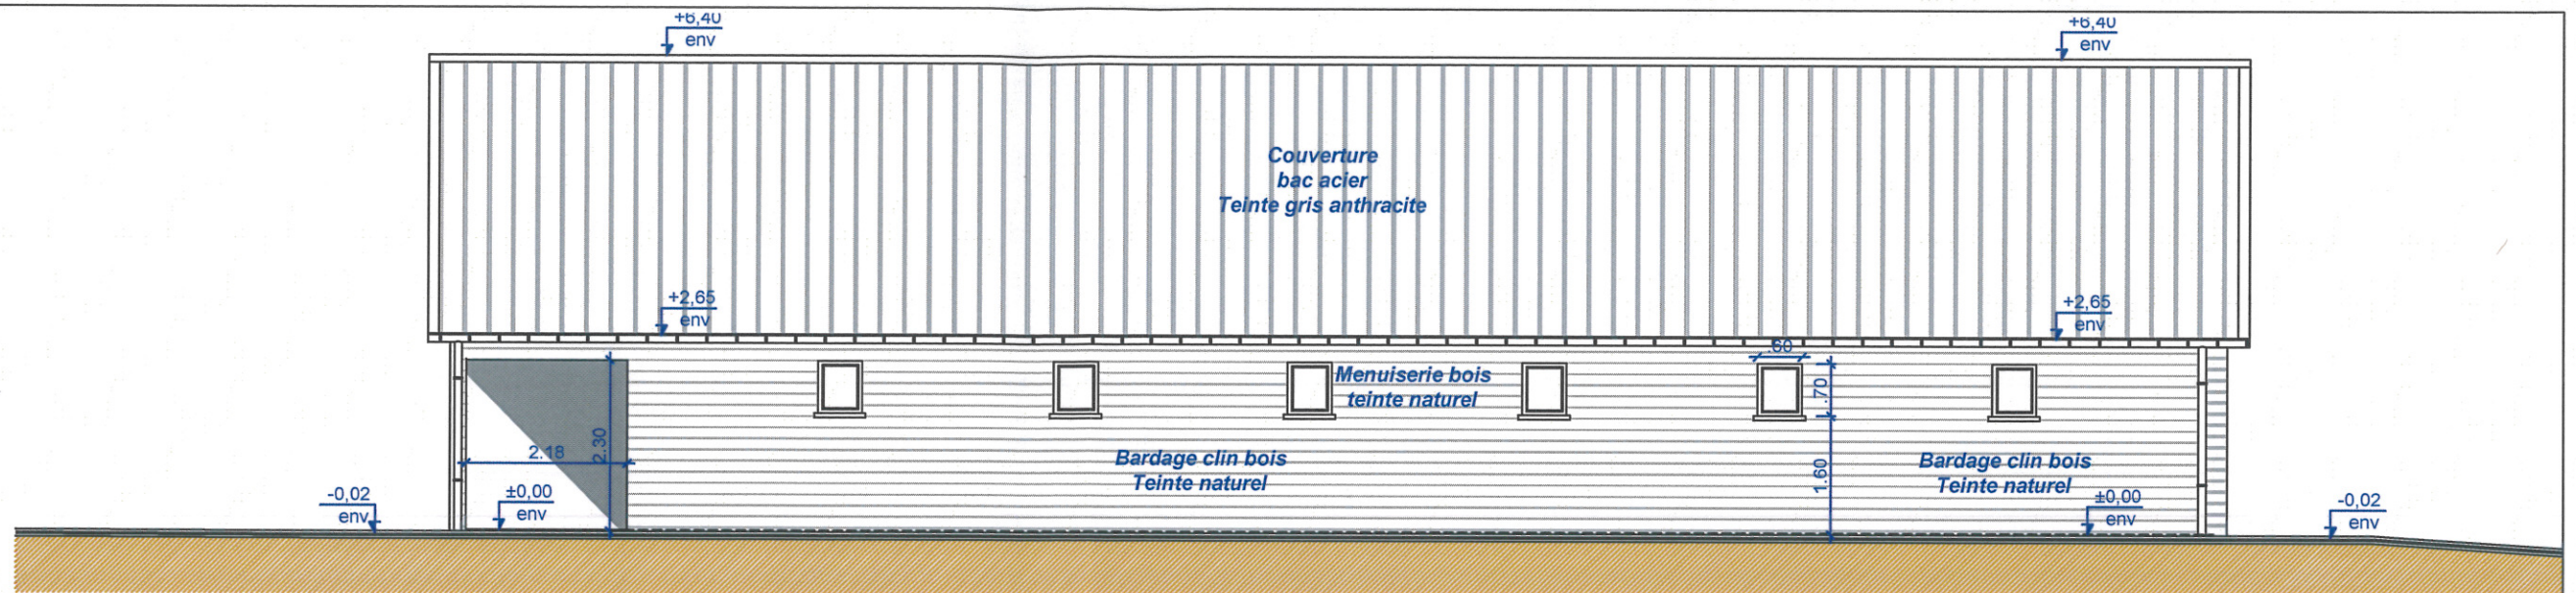 +6,40
env
+6,40
env
Couverture
bac acier
Teinte gris anthracite
+2,65
env
+2,65
env
.60
.70
Menuiserie bois
teinte naturel
2.18
2.30
Bardage clin bois
Teinte naturel
1.60
Bardage clin bois
Teinte naturel
-0,02
env
±0,00
env
±0,00
env
-0,02
env